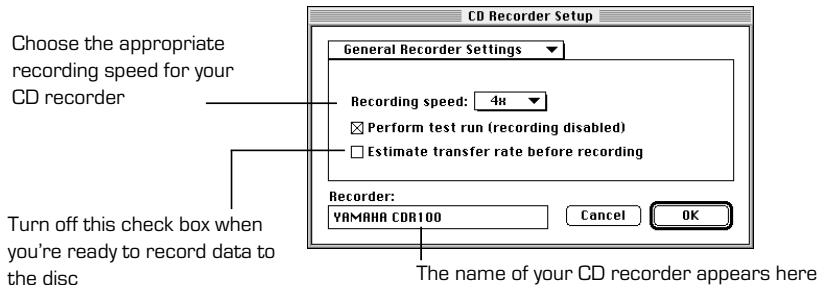 CD Recorder Setup
Choose the appropriate
recording speed for your
CD recorder
General Recorder Settings
Recording speed: 4x
Perform test run (recording disabled)
Estimate transfer rate before recording
Turn off this check box when
you're ready to record data to
the disc
Recorder:
YAMAHA CDR100
Cancel
OK
The name of your CD recorder appears here